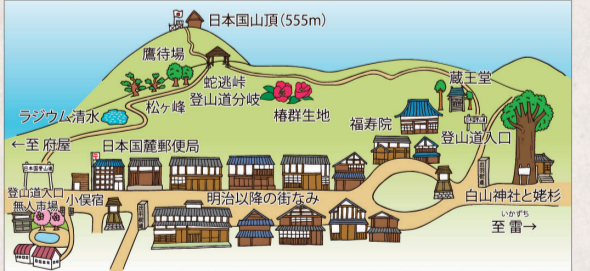 日本国山頂(555m)
鷹待場
蛇逃峠
登山道分岐
蔵王堂
松ヶ峰
椿群生地
ラジウム清水
福寿院
登山道入口
←至 府屋
日本国麓郵便局
登山道入口
無人市場
小俣宿
明治以降の街なみ
白山神社と姥杉
いかずち
至 雷→